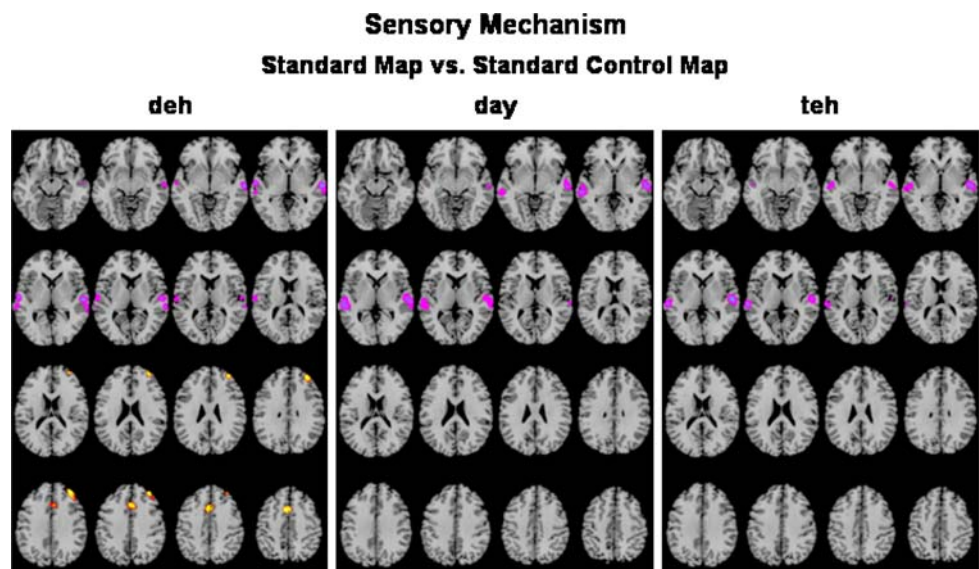 Sensory Mechanism
Standard Map vs. Standard Control Map
deh day teh